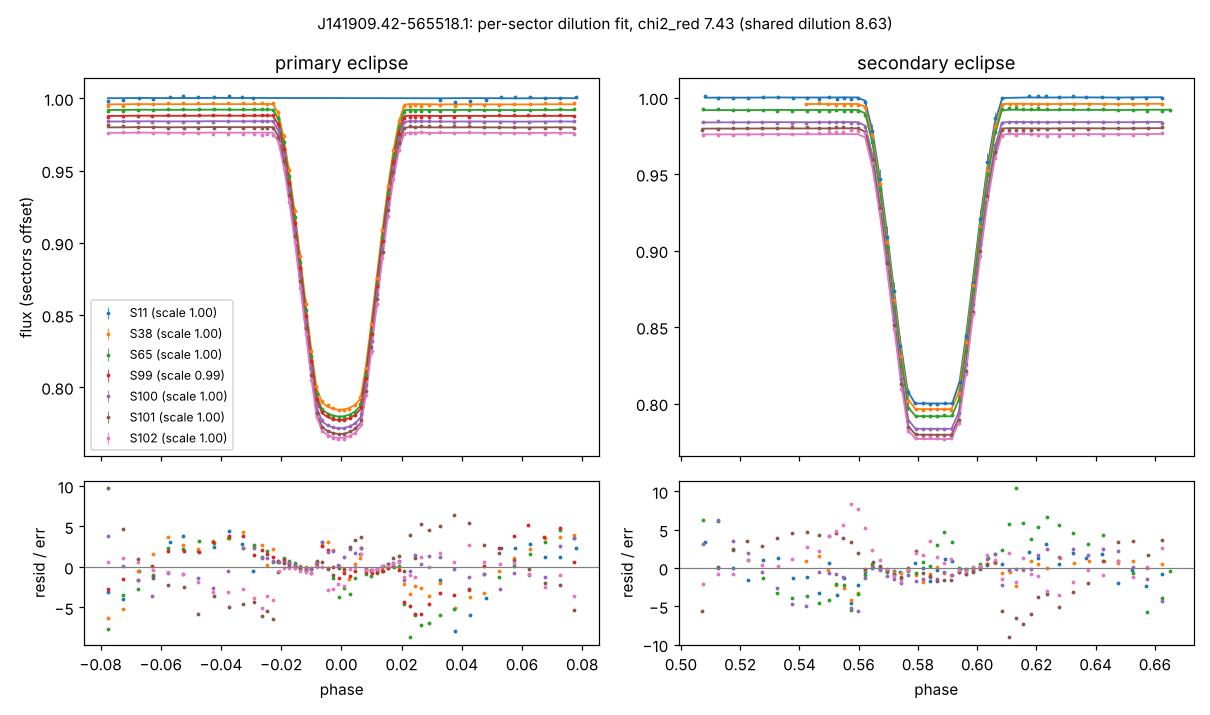 J141909.42-565518.1: per-sector dilution fit, chi2_red 7.43 (shared dilution 8.63)
primary eclipse
secondary eclipse
flux (sectors offset)
1.00
0.95
0.90
0.85
0.80
S11 (scale 1.00)
S38 (scale 1.00)
S65 (scale 1.00)
S99 (scale 0.99)
S100 (scale 1.00)
S101 (scale 1.00)
S102 (scale 1.00)
1.00
0.95
0.90
0.85
0.80
resid / err
10
5
0
−5
−0.08 −0.06 −0.04 −0.02 0.00 0.02 0.04 0.06 0.08
phase
resid / err
10
5
0
−5
−10
0.50 0.52 0.54 0.56 0.58 0.60 0.62 0.64 0.66
phase